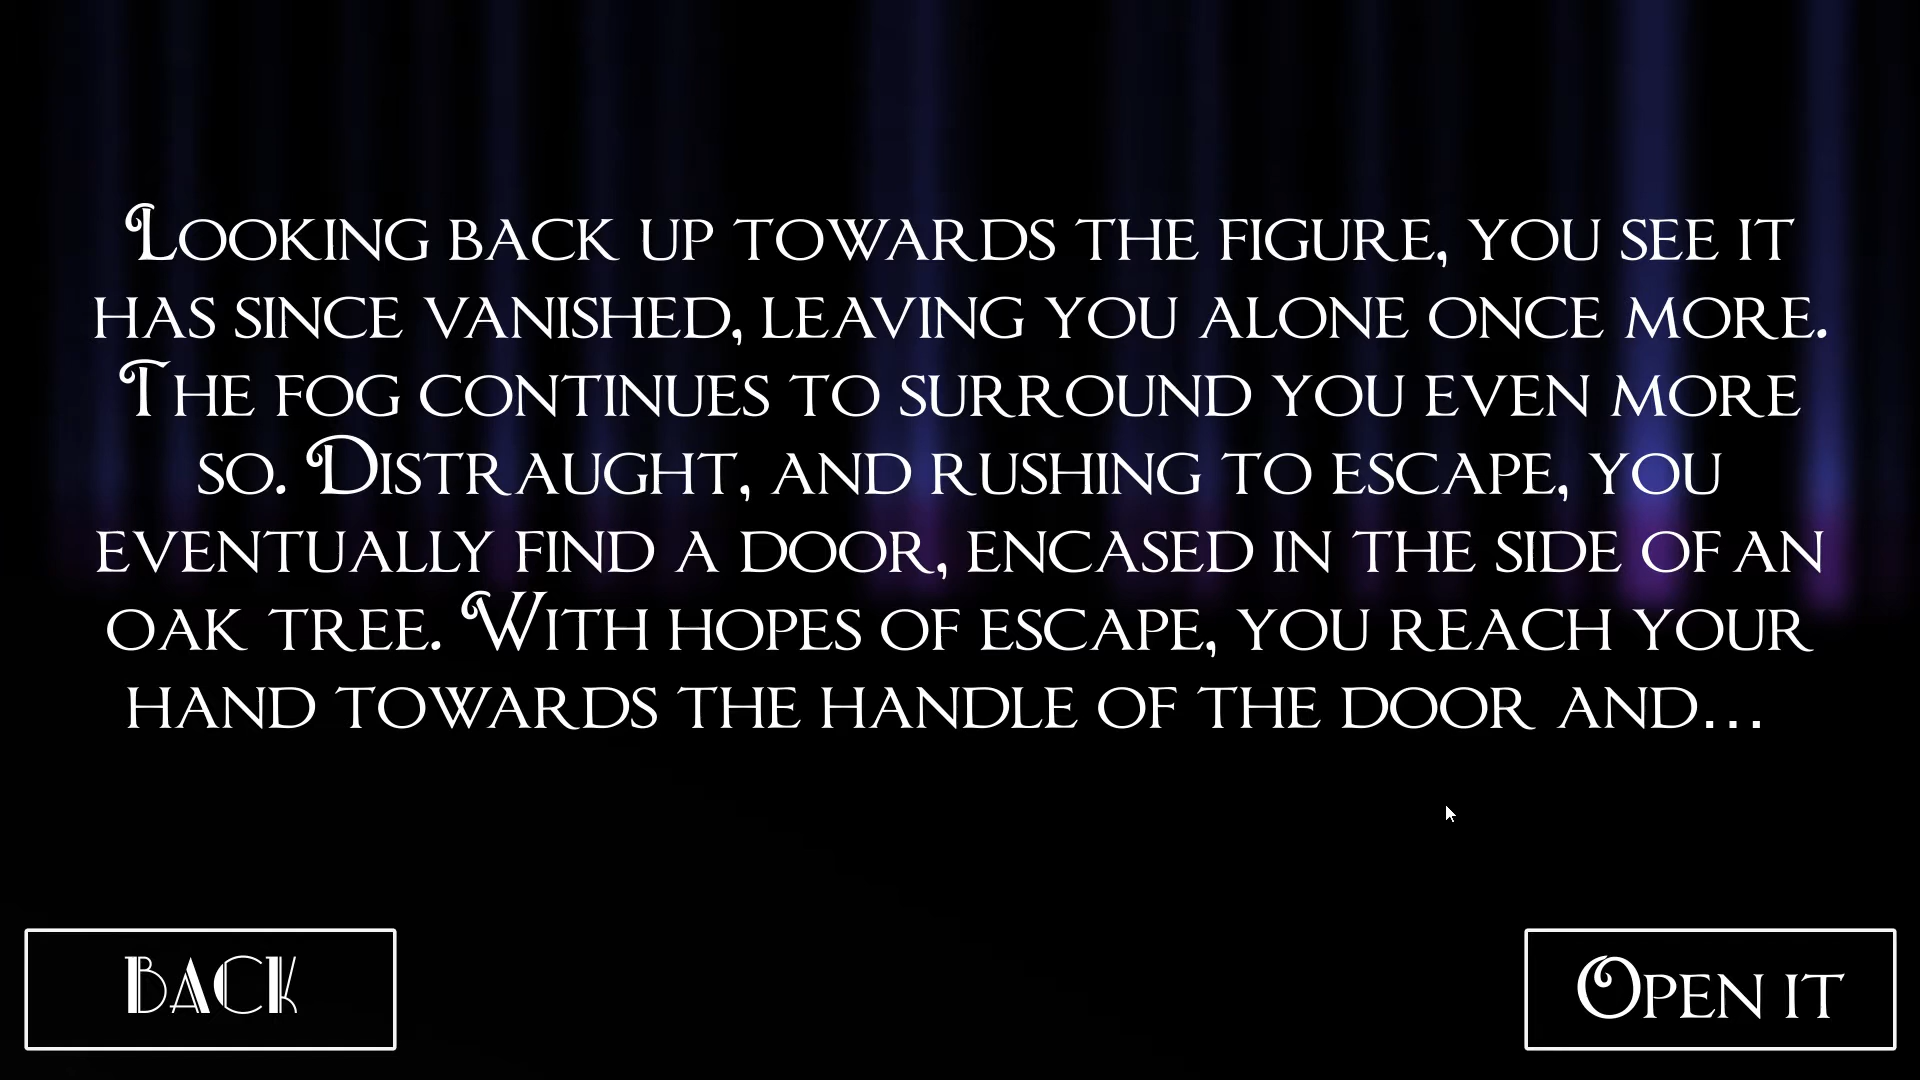 Looking back up towards the figure, you see it
has since vanished, leaving you alone once more.
The fog continues to surround you even more
so. Distraught, and rushing to escape, you
eventually find a door, encased in the side of an
oak tree. With hopes of escape, you reach your
hand towards the handle of the door and...
Back
Open it